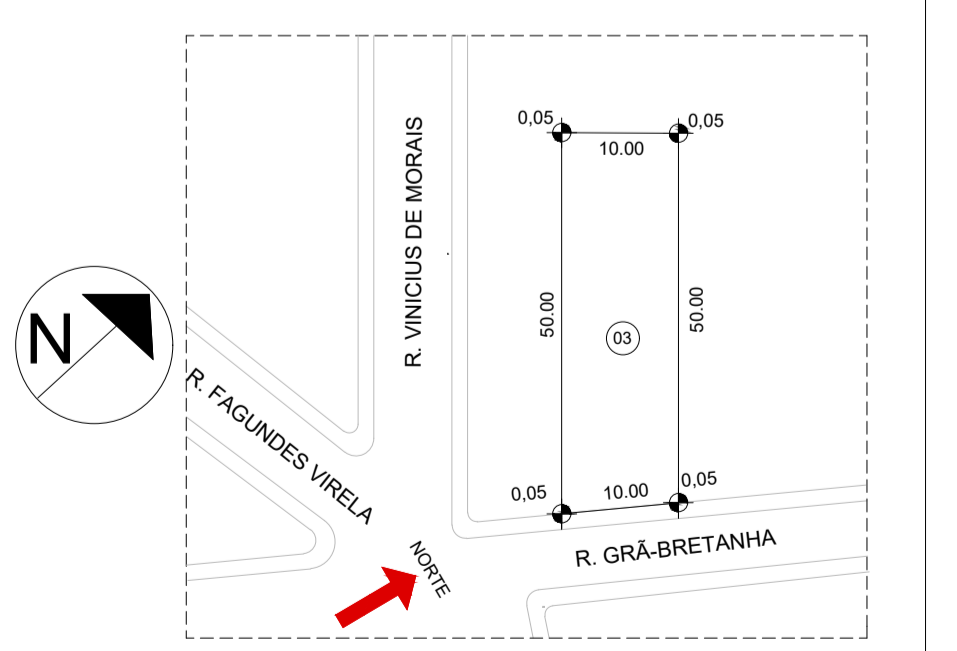 0,05
0,05
10.00
R. VINICIUS DE MORAIS
50.00
50.00
03
N
R. FAGUNDES VIRELA
0,05
10.00
0,05
NORTE
R. GRÃ-BRETANHA